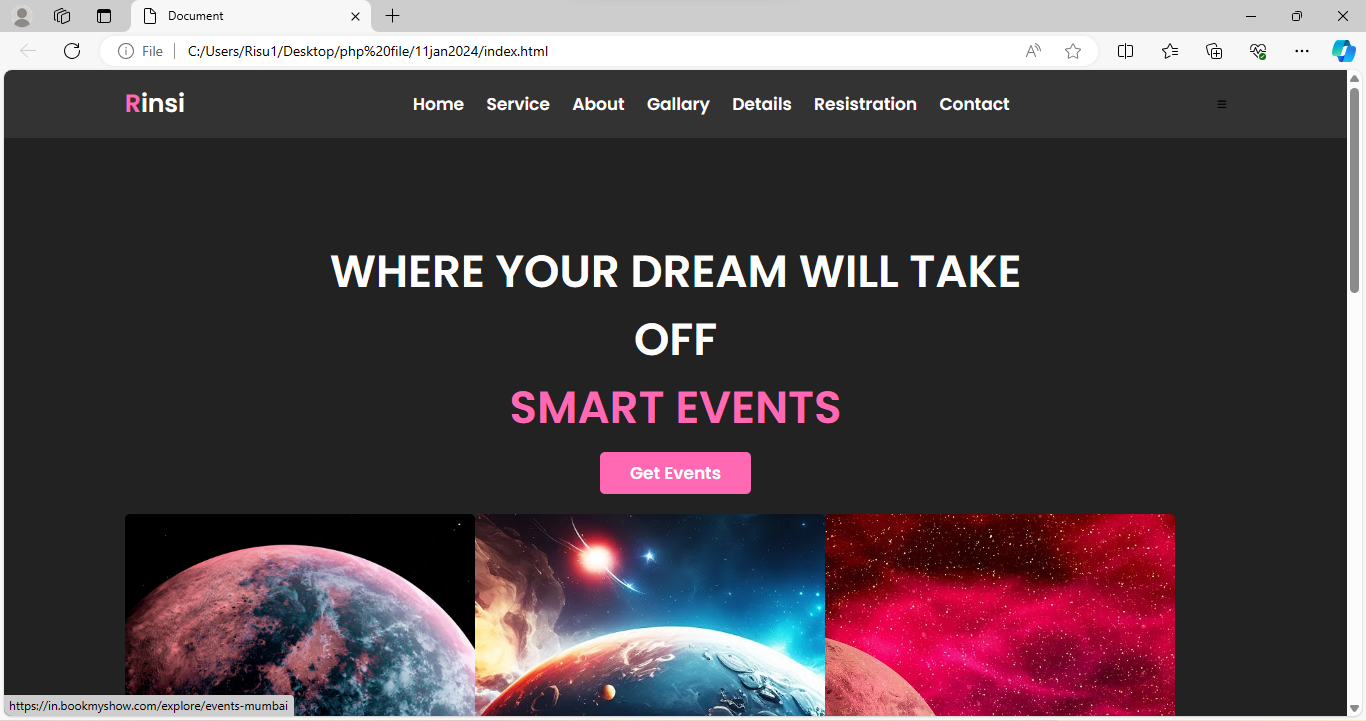 Document
File
C:/Users/Risu1/Desktop/php%20file/11jan2024/index.html
Rinsi
Home Service About Gallary Details Resistration Contact
WHERE YOUR DREAM WILL TAKE
OFF
SMART EVENTS
Get Events
https://in.bookmyshow.com/explore/events-mumbai